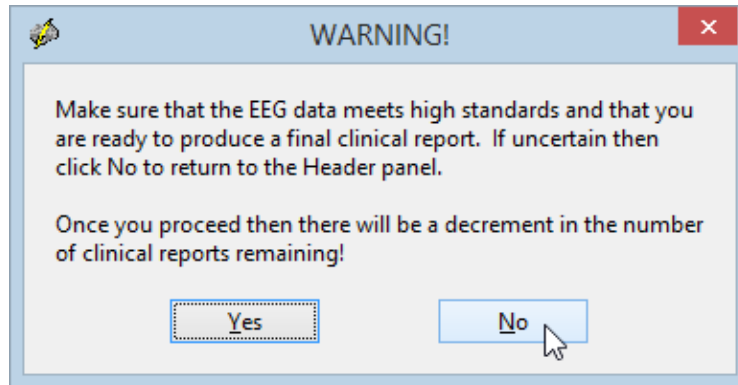 WARNING!
Make sure that the EEG data meets high standards and that you
are ready to produce a final clinical report.  If uncertain then
click No to return to the Header panel.
Once you proceed then there will be a decrement in the number
of clinical reports remaining!
Yes
No